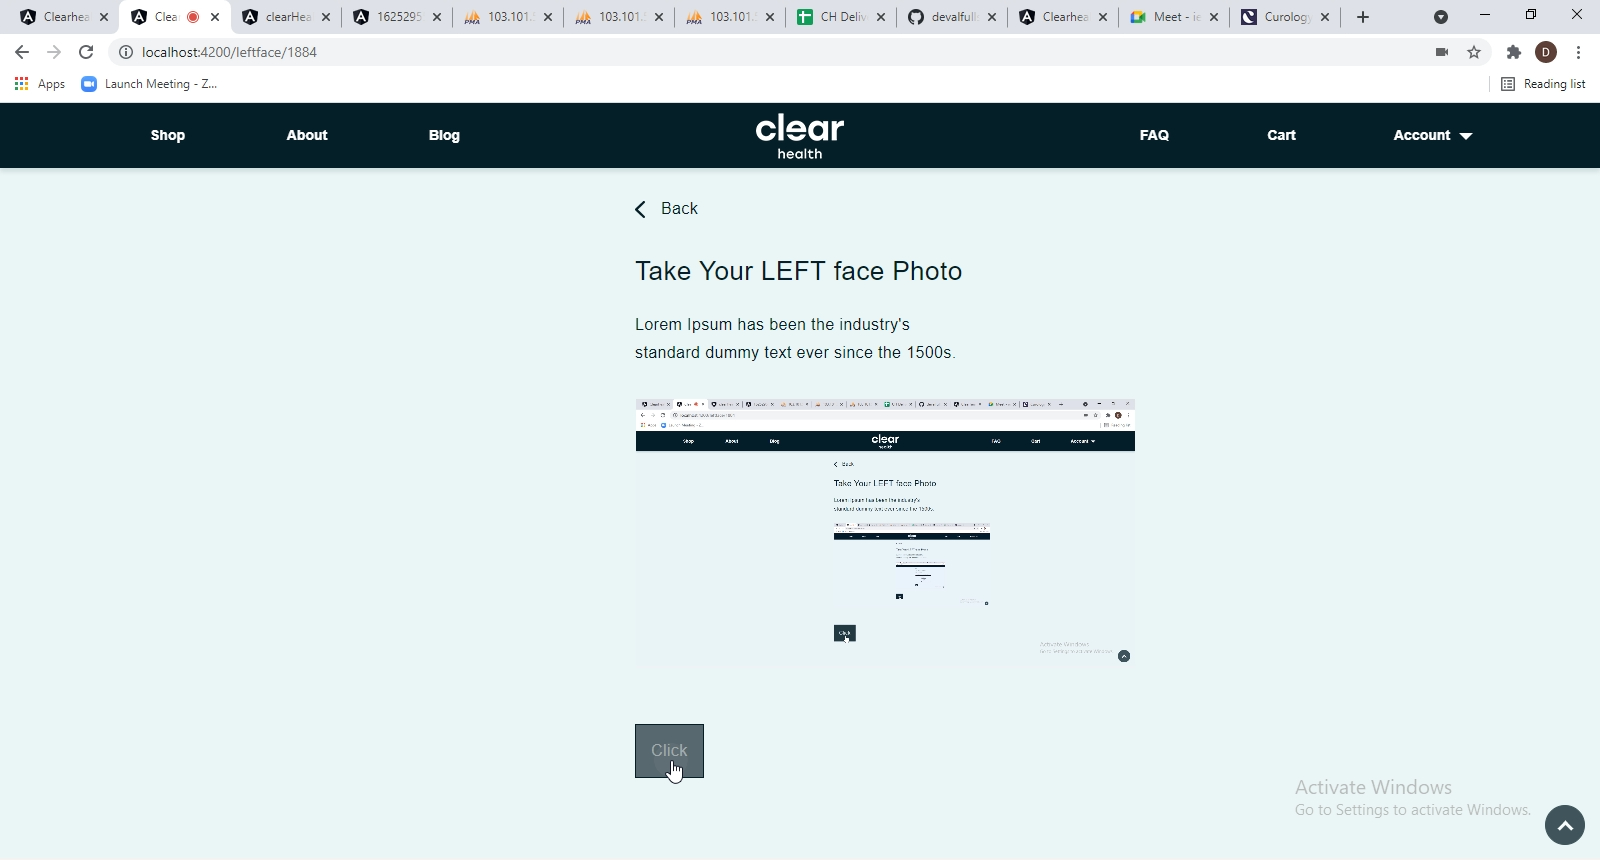 Clearhea
Clea
clearHea
1625295
103.101.
103.101.
103.101.
CH Deliv
devalful
Clearhea
Meet - ie
Curology
localhost:4200/leftface/1884
D
Apps
Launch Meeting - Z...
Reading list
Shop
About
Blog
clear
health
FAQ
Cart
Account
Back
Take Your LEFT face Photo
Lorem Ipsum has been the industry's
standard dummy text ever since the 1500s.
Shop
About
Blog
clear
health
FAQ
Cart
Account
Back
Take Your LEFT face Photo
Lorem Ipsum has been the industry's
standard dummy text ever since the 1500s.
clear
Click
Activate Windows
Go to Settings to activate Windows.
Click
Activate Windows
Go to Settings to activate Windows.